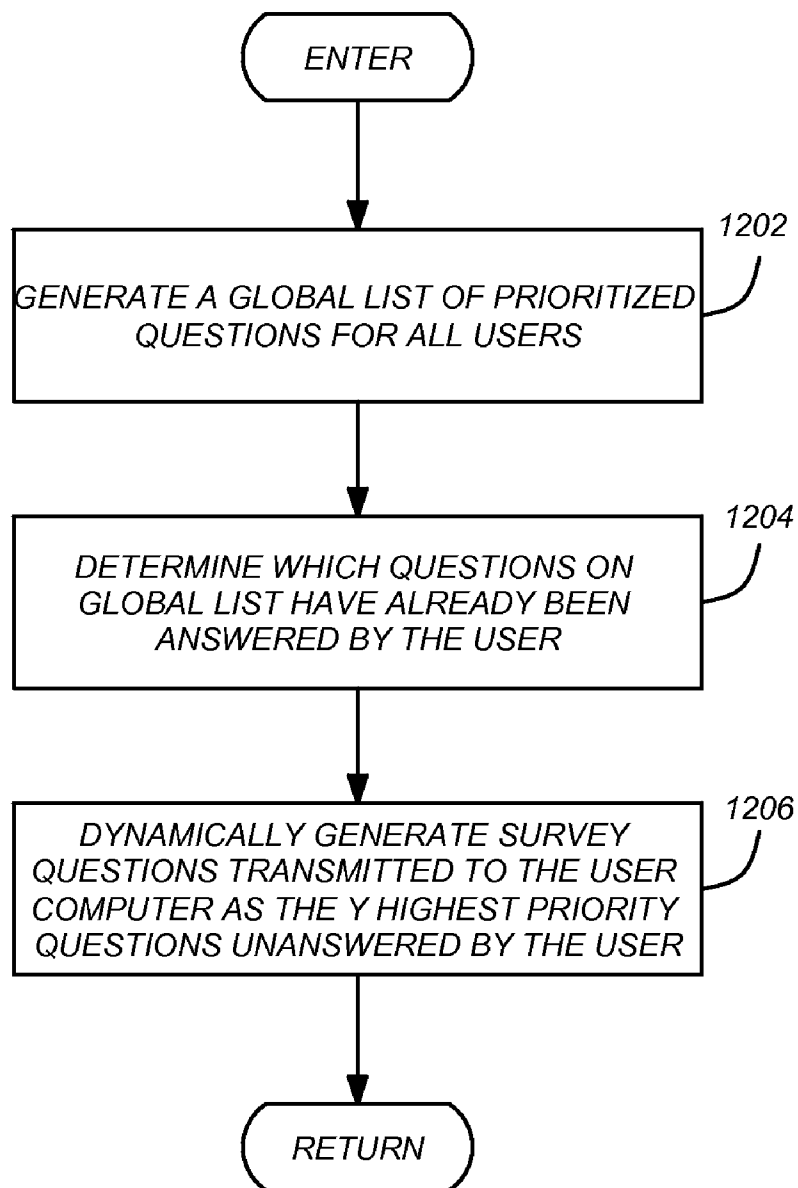 ENTER
1202
GENERATE A GLOBAL LIST OF PRIORITIZED
QUESTIONS FOR ALL USERS
1204
DETERMINE WHICH QUESTIONS ON
GLOBAL LIST HAVE ALREADY BEEN
ANSWERED BY THE USER
1206
DYNAMICALLY GENERATE SURVEY
QUESTIONS TRANSMITTED TO THE USER
COMPUTER AS THE Y HIGHEST PRIORITY
QUESTIONS UNANSWERED BY THE USER
RETURN